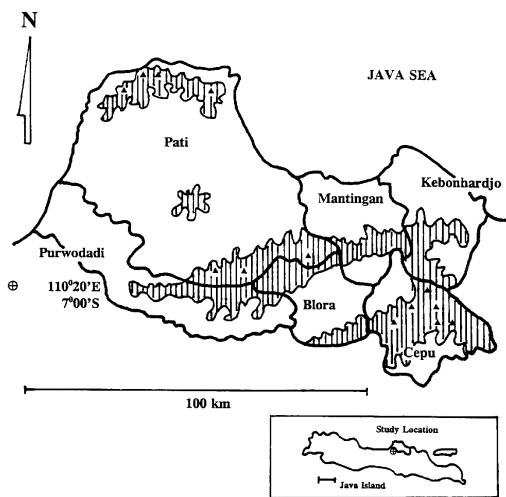 N
JAVA SEA
Pati
Kebonhardjo
Mantingan
Purwodadi
110°20'E
7°00'S
Blora
Cepu
100 km
Study Location
Java Island